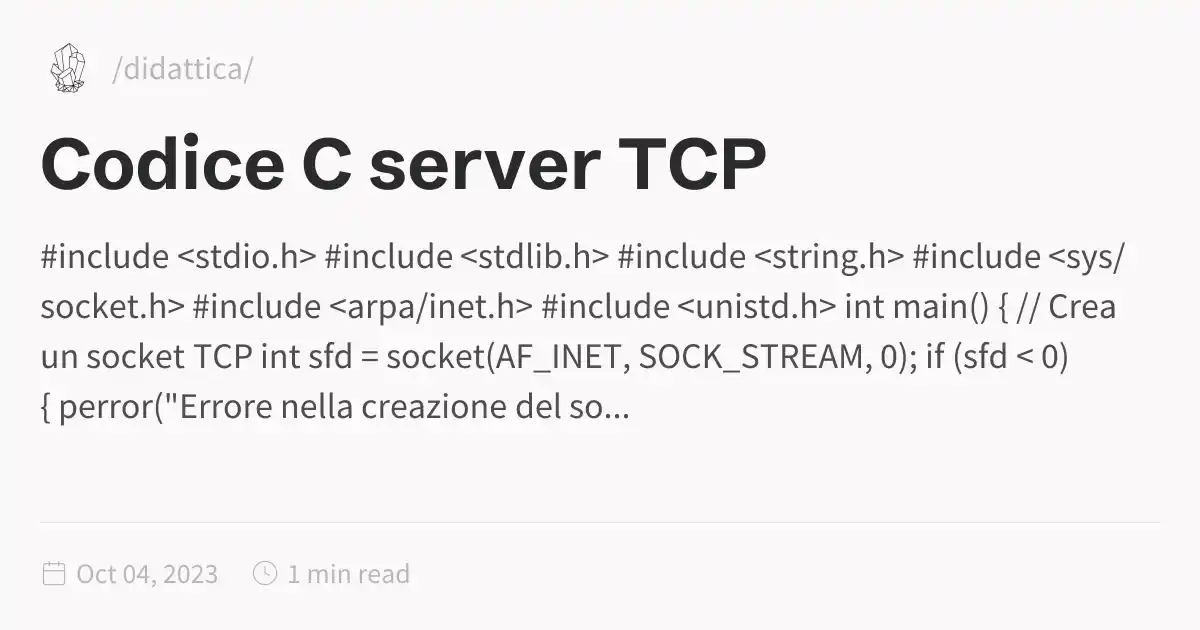 /didattica/
Codice C server TCP
#include <stdio.h> #include <stdlib.h> #include <string.h> #include <sys/
socket.h> #include <arpa/inet.h> #include <unistd.h> int main() { // Crea
un socket TCP int sfd = socket(AF_INET, SOCK_STREAM, 0); if (sfd < 0)
{ perror("Errore nella creazione del so...
Oct 04, 2023 1 min read